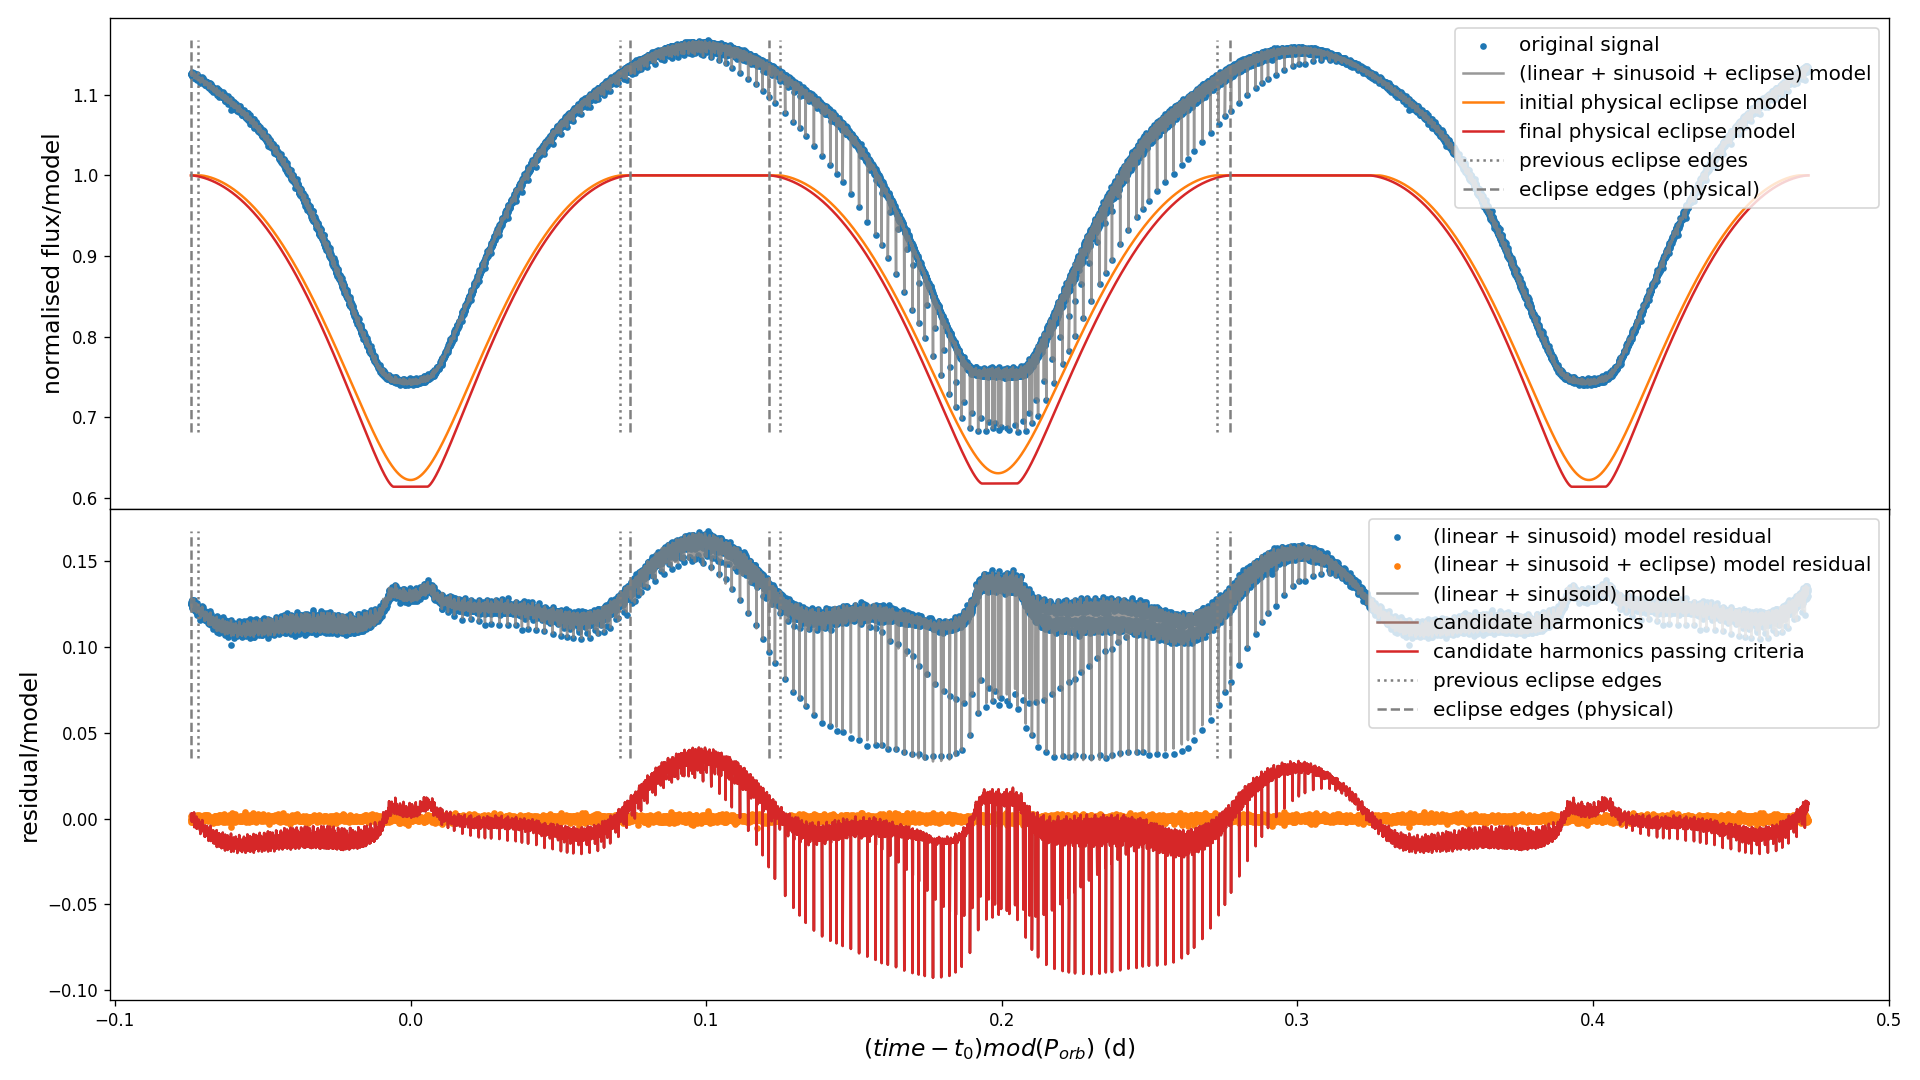 normalised flux/model
1.1
1.0
0.9
0.8
0.7
0.6
original signal
(linear + sinusoid + eclipse) model
initial physical eclipse model
final physical eclipse model
previous eclipse edges
eclipse edges (physical)
residual/model
0.15
0.10
0.05
0.00
−0.05
−0.10
(linear + sinusoid) model residual
(linear + sinusoid + eclipse) model residual
(linear + sinusoid) model
candidate harmonics
candidate harmonics passing criteria
previous eclipse edges
eclipse edges (physical)
−0.1 0.0 0.1 0.2 0.3 0.4 0.5
(time − t₀)mod(Pₒᵣb) (d)